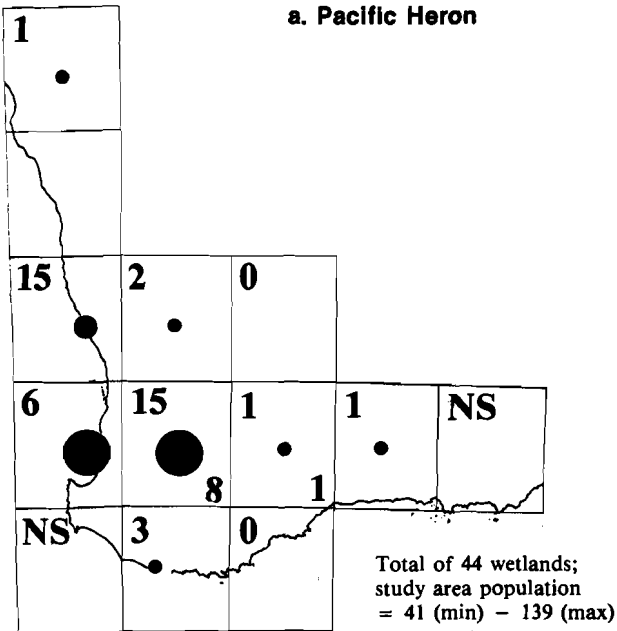 a. Pacific Heron
1
15 2 0
6 15 1 1 NS
8 1
NS 3 0
Total of 44 wetlands;
study area population
= 41 (min) – 139 (max)